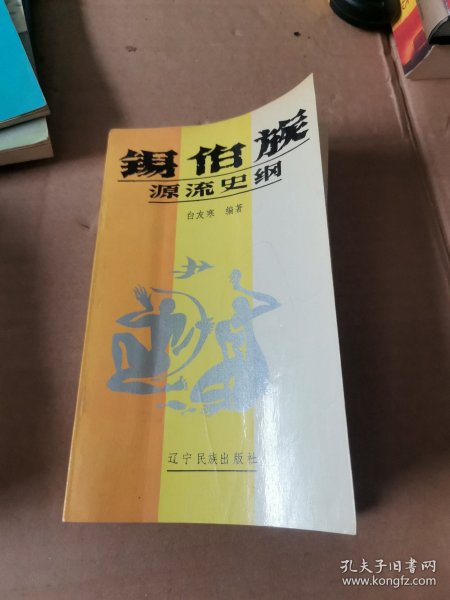 锡伯族
源流史纲
白友寒 编著
辽宁民族出版社
孔夫子旧书网
www.kongfz.com